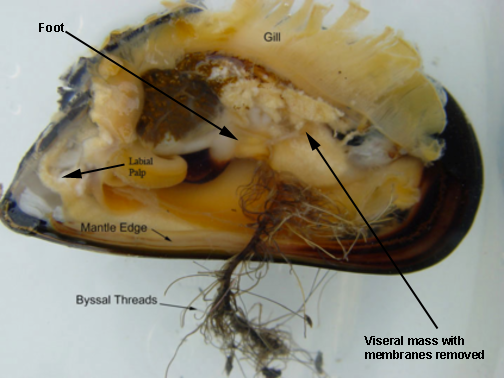 Foot
Gill
Labial
Palp
Mantle Edge
Byssal Threads
Viseral mass with
membranes removed